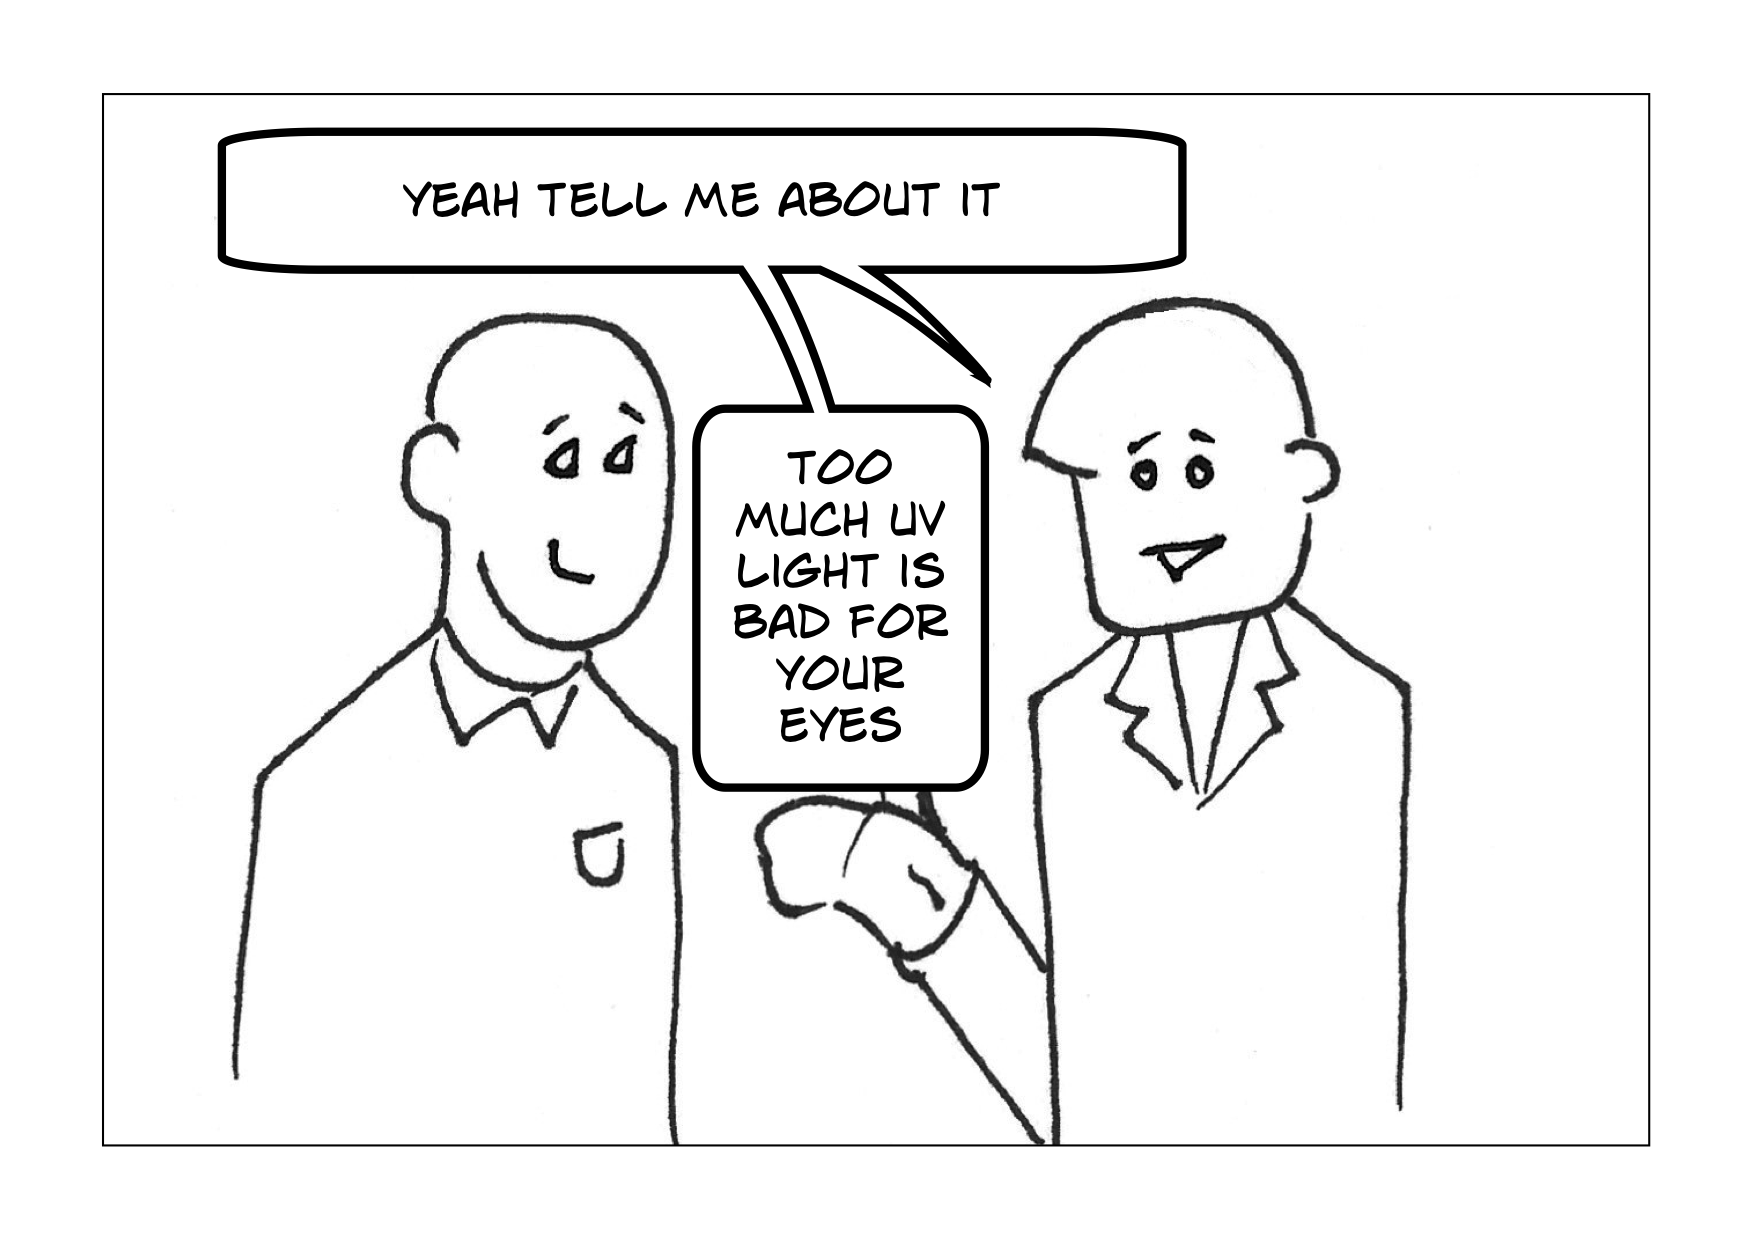 YEAH TELL ME ABOUT IT
TOO
MUCH UV
LIGHT IS
BAD FOR
YOUR
EYES